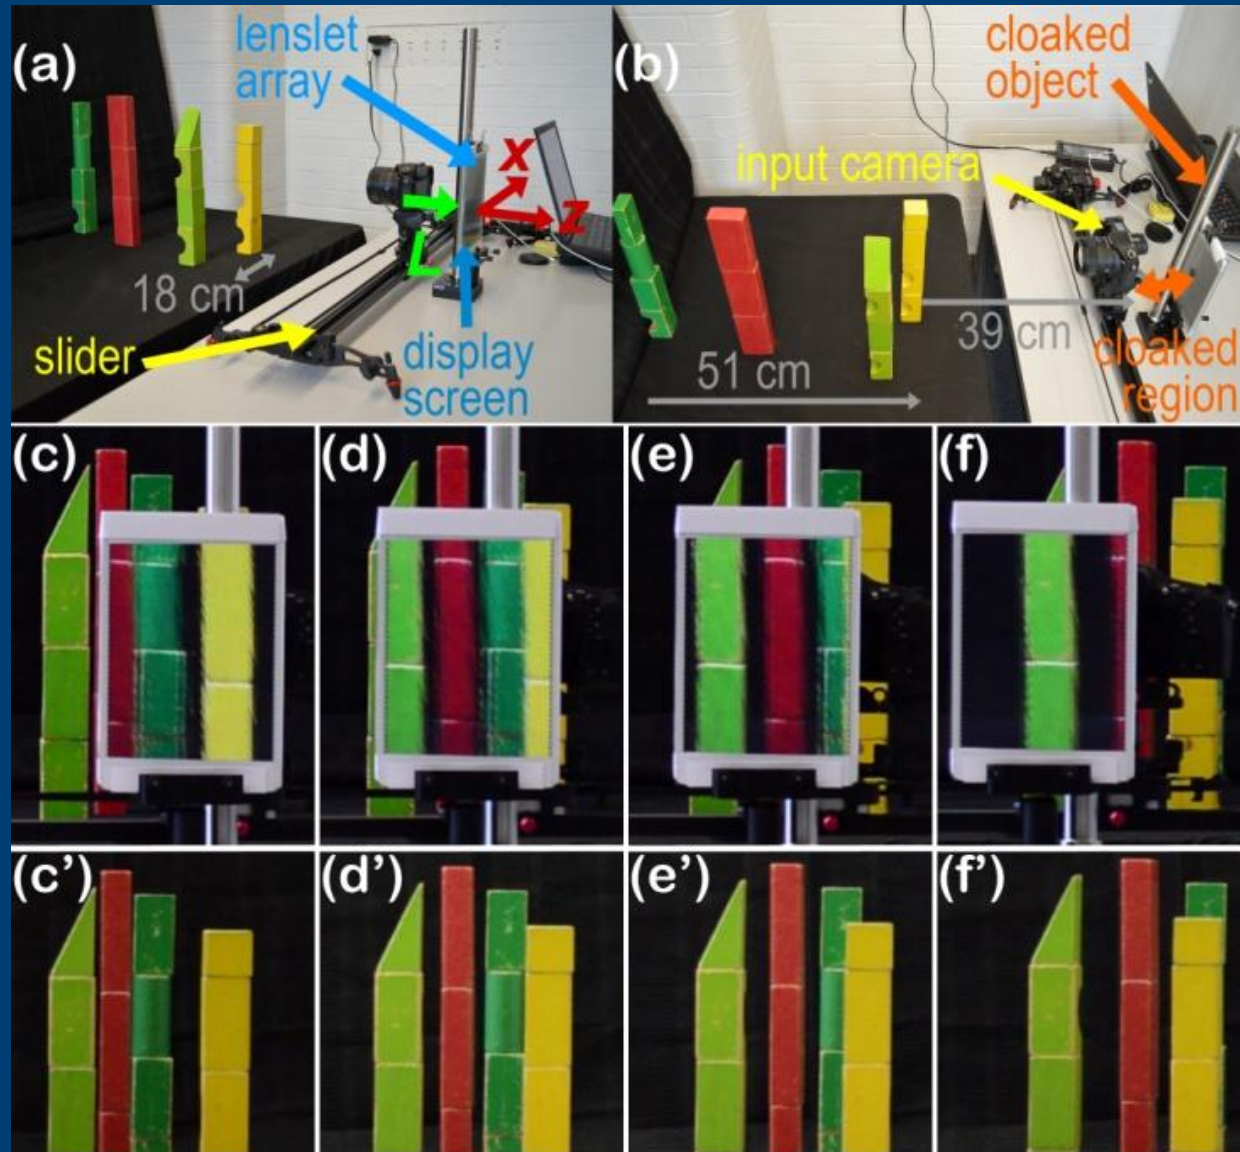 (a)
lenslet
array
X
Z
L
18 cm
slider
display
screen
(b)
cloaked
object
input camera
39 cm
51 cm
cloaked
region
(c)
(d)
(e)
(f)
(c’)
(d’)
(e’)
(f’)